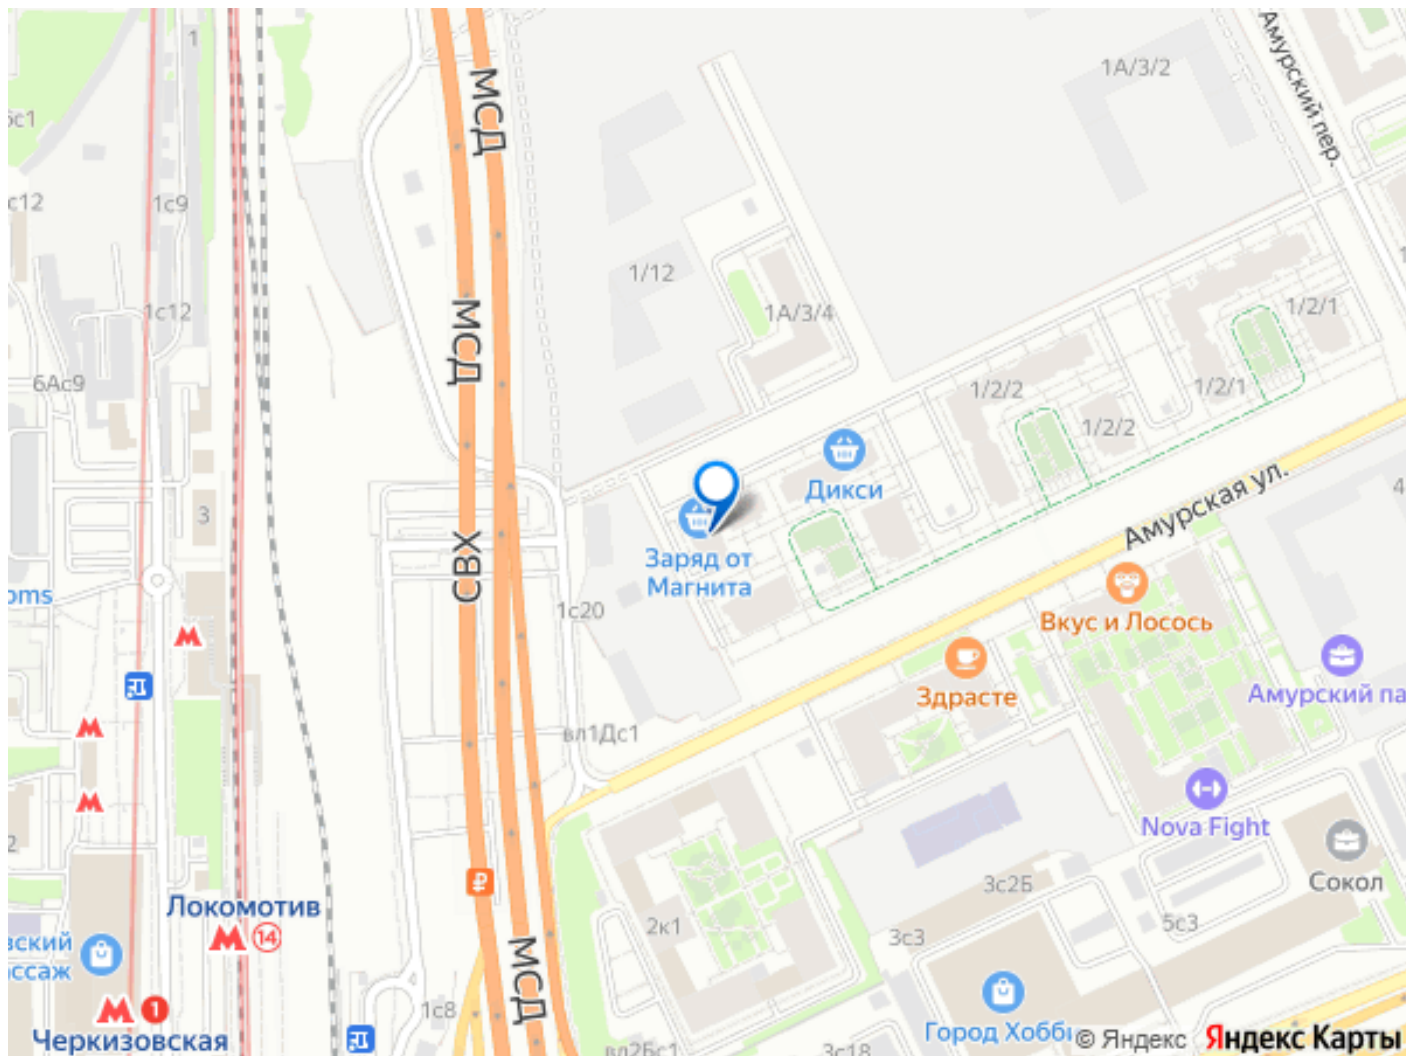 1
МСД
1А/3/2
Амурский пер.
с12
1с9
1/12
1А/3/4
1/2/1
1с12
МСД
6Ас9
1/2/2
1/2/1
1/2/2
Дикси
Амурская ул.
3
СВХ
Заряд от
Магнита
1с20
Вкус и Лосось
Здрасте
Амурский па
вл1Дс1
Nova Fight
Сокол
3с2Б
Локомотив
14
2к1
3с3
5с3
вский
ссаж
МСД
1
Черкизовская
1с8
Город Хобби
© Яндекс
Яндекс Карты
вл2Бс1
3с18